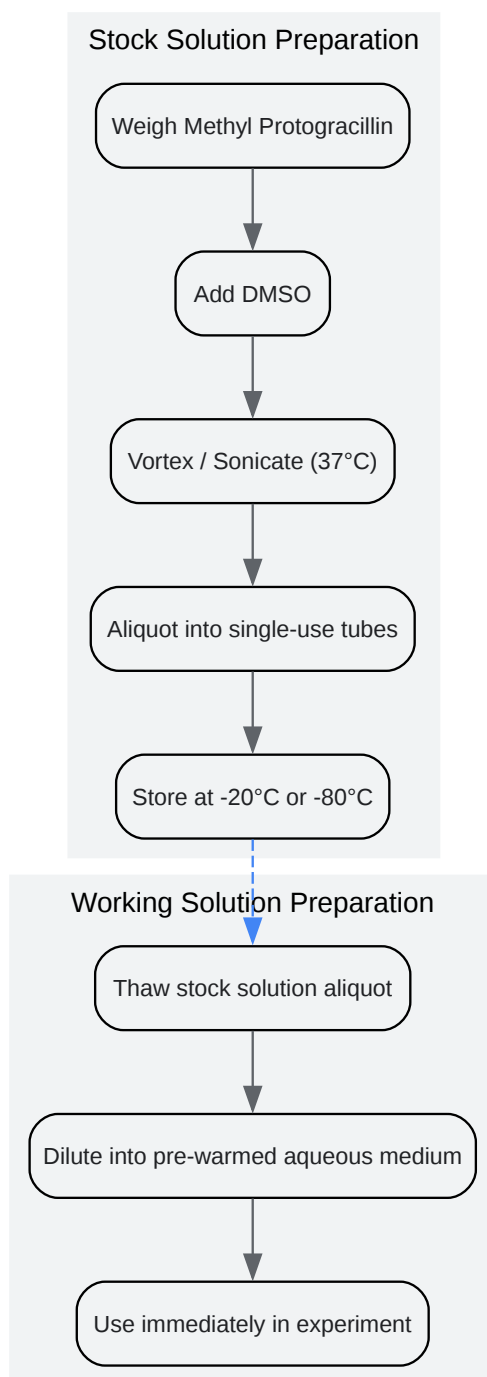 Stock Solution Preparation
Weigh Methyl Protogracillin
Add DMSO
Vortex / Sonicate (37°C)
Aliquot into single-use tubes
Store at -20°C or -80°C
Working Solution Preparation
Thaw stock solution aliquot
Dilute into pre-warmed aqueous medium
Use immediately in experiment